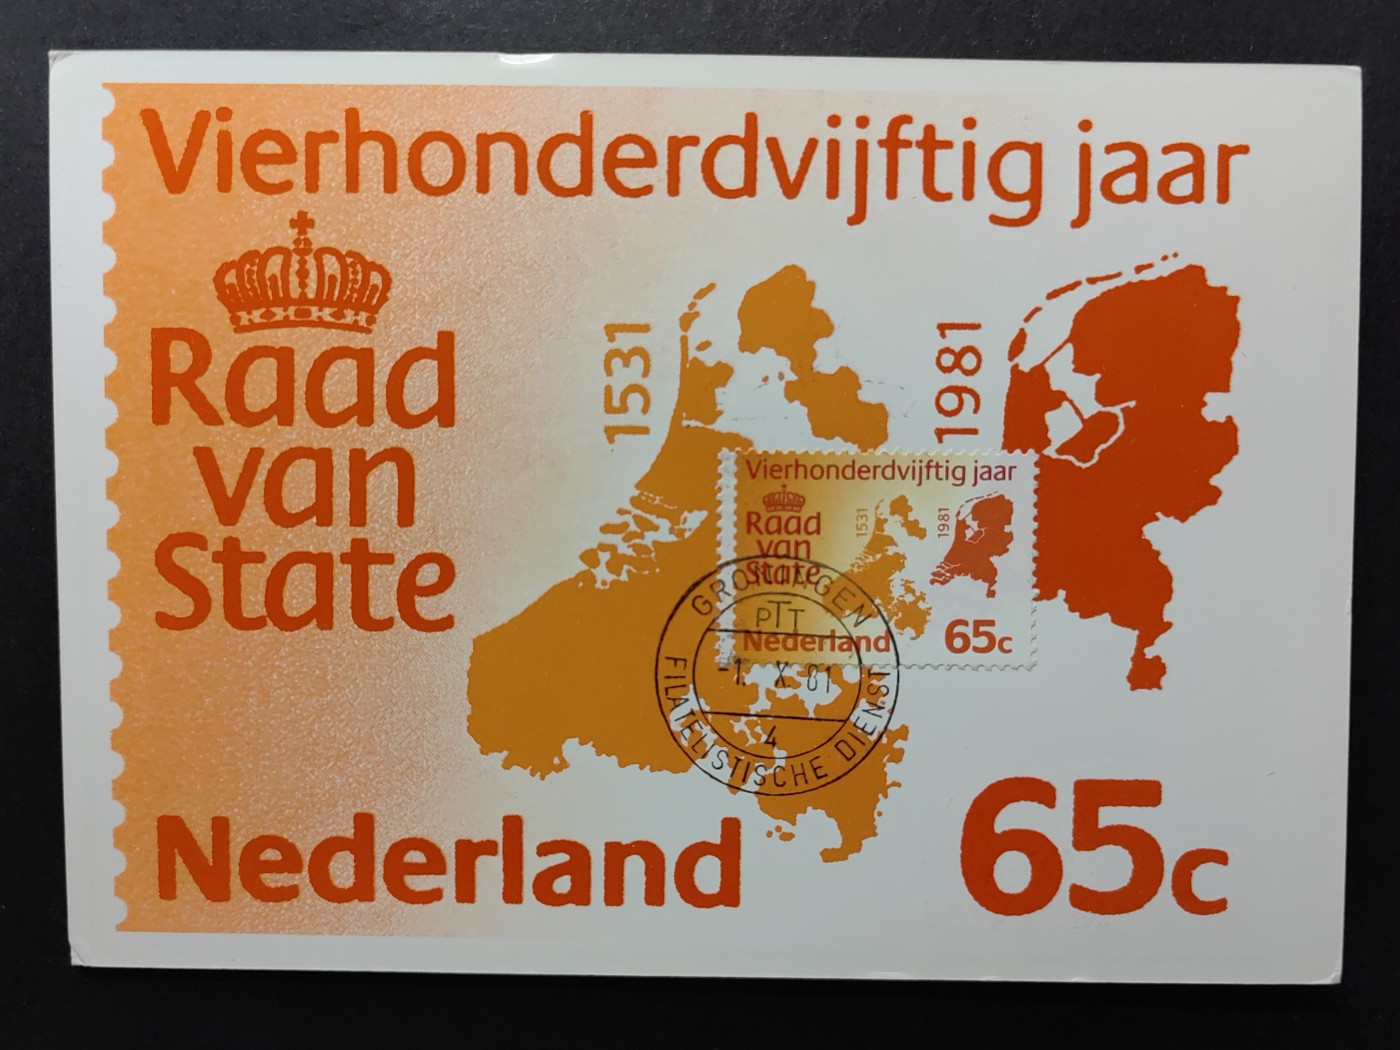 Vierhonderdvijftig jaar
Raad
van
State
1531
1981
Nederland
65c
Vierhonderdvijftig jaar
Raad
van
State
1531
1981
Nederland
65c
GRONINGEN
PTT
-1. X. 81
4
FILATELISTISCHE DIENST